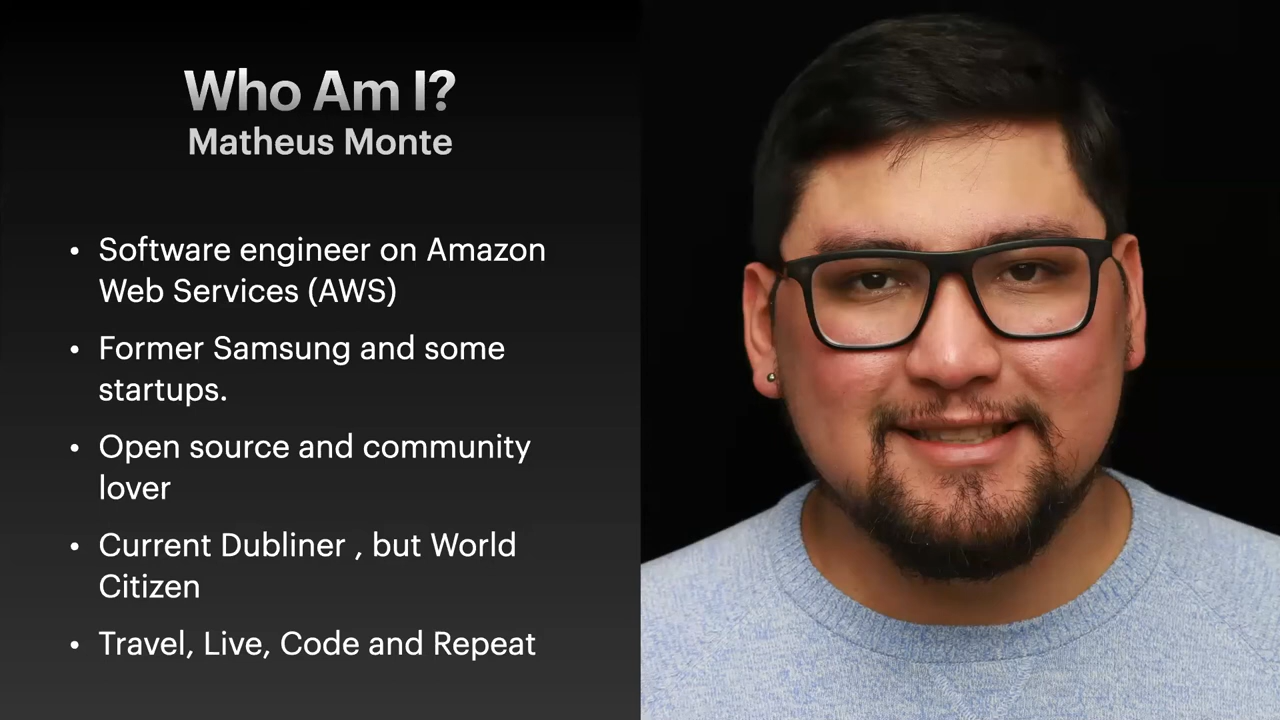 Who Am I?
Matheus Monte
• Software engineer on Amazon
Web Services (AWS)
• Former Samsung and some
startups.
• Open source and community
lover
• Current Dubliner , but World
Citizen
• Travel, Live, Code and Repeat